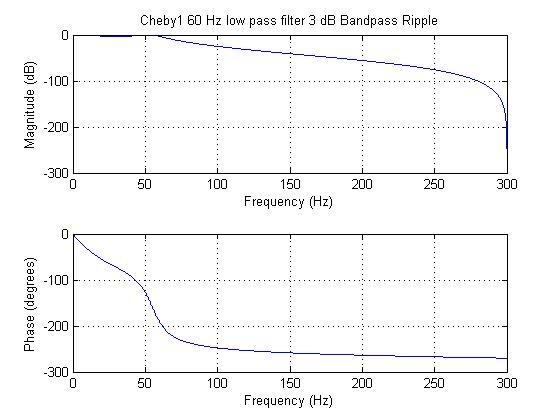 Cheby1 60 Hz low pass filter 3 dB Bandpass Ripple
0
-100
-200
-300
Magnitude (dB)
0 50 100 150 200 250 300
Frequency (Hz)
0
-100
-200
-300
Phase (degrees)
0 50 100 150 200 250 300
Frequency (Hz)